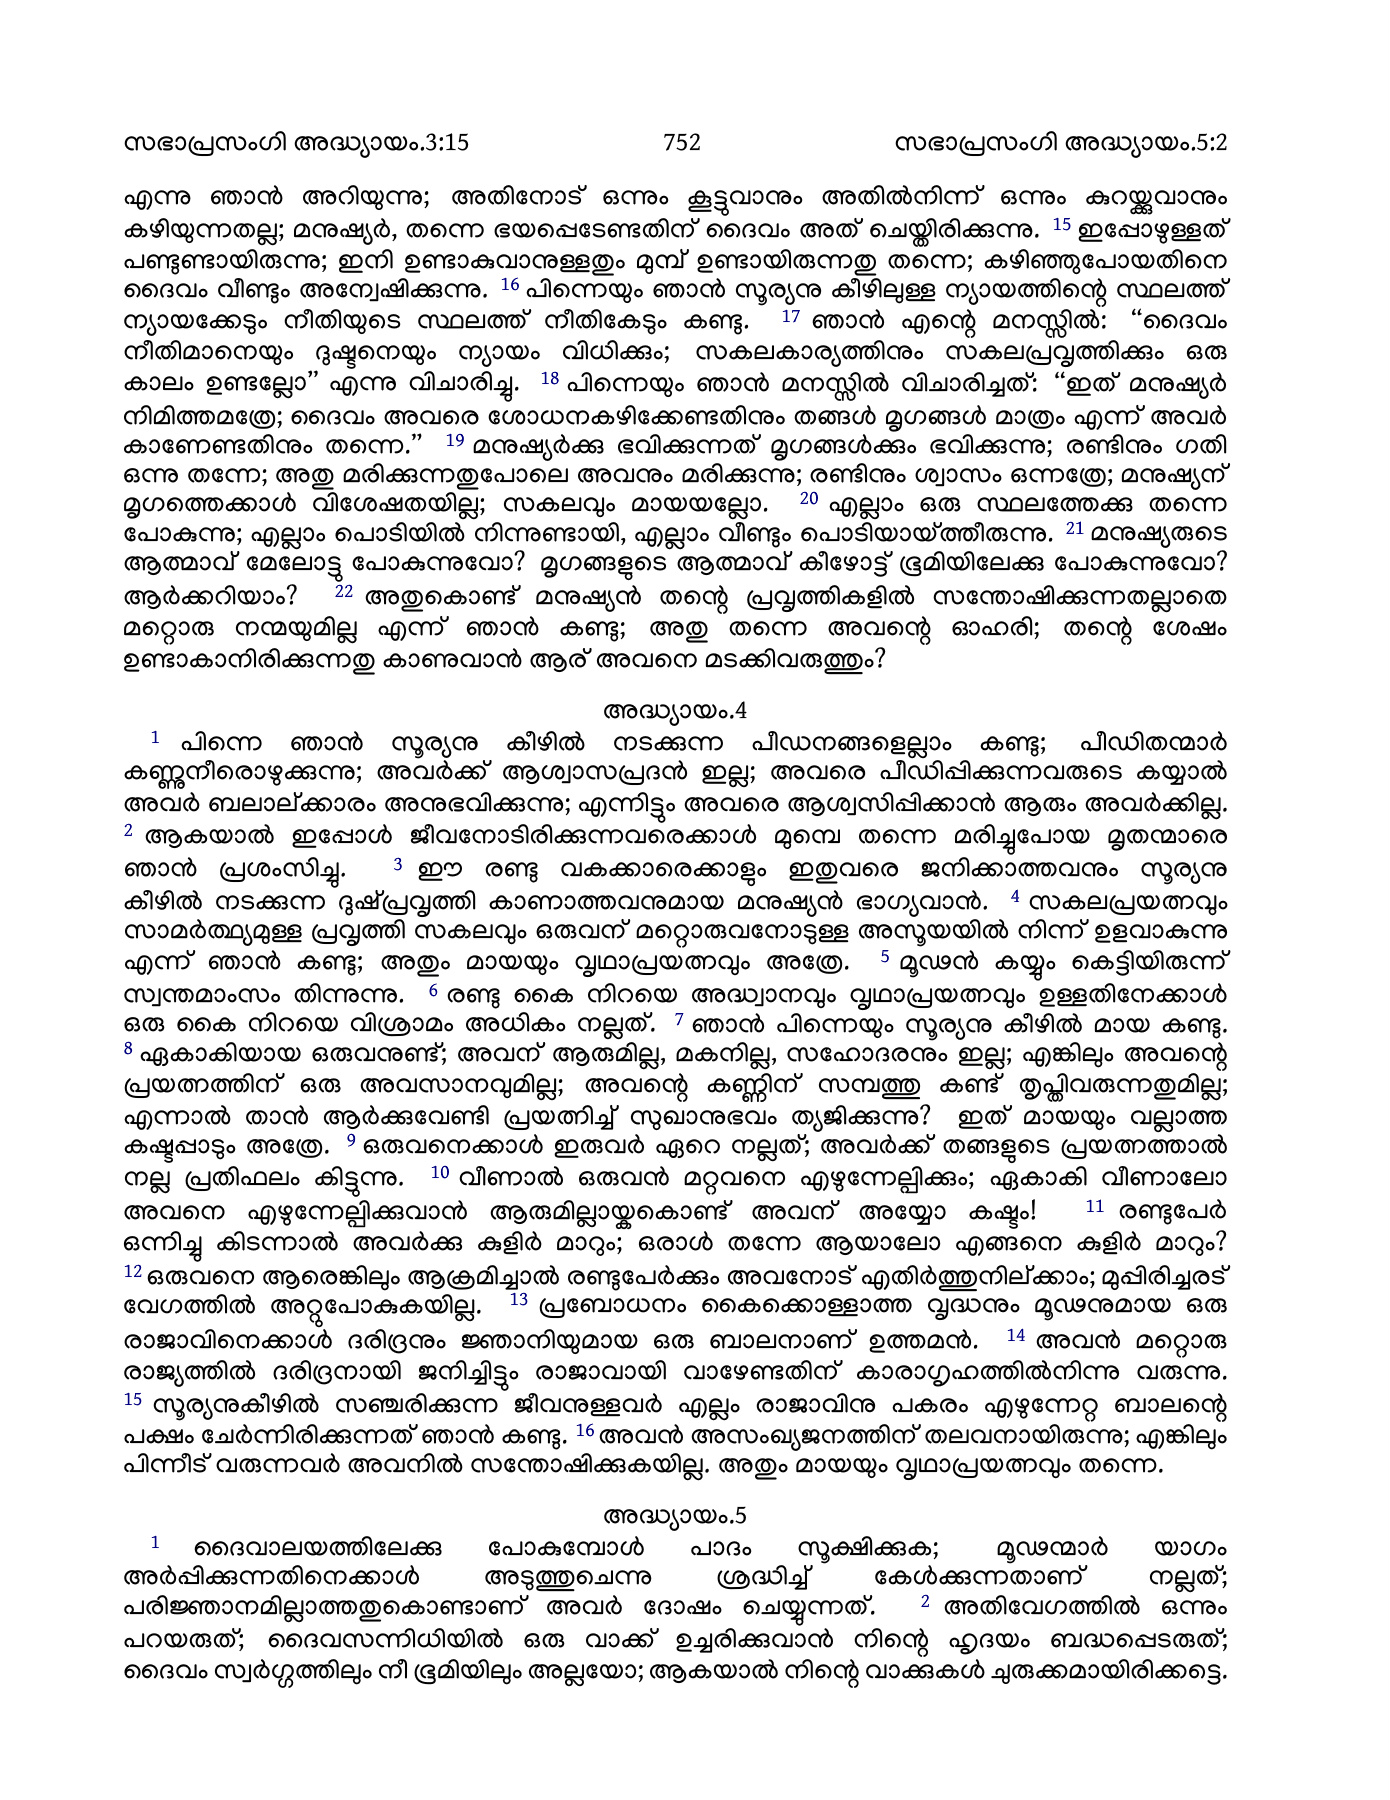 സഭാപ്രസംഗി അദ്ധ്യായം.3:15 752 സഭാപ്രസംഗി അദ്ധ്യായം.5:2
എന്നു ഞാൻ അറിയുന്നു; അതിനോട് ഒന്നും കൂട്ടുവാനും അതിൽനിന്ന് ഒന്നും കുറയ്ക്കുവാനും
കഴിയുന്നതല്ല; മനുഷ്യർ, തന്നെ ഭയപ്പെടേണ്ടതിന് ദൈവം അത് ചെയ്തിരിക്കുന്നു. 15 ഇപ്പോഴുള്ളത്
പണ്ടുണ്ടായിരുന്നു; ഇനി ഉണ്ടാകുവാനുള്ളതും മുമ്പ് ഉണ്ടായിരുന്നതു തന്നെ; കഴിഞ്ഞുപോയതിനെ
ദൈവം വീണ്ടും അന്വേഷിക്കുന്നു. 16 പിന്നെയും ഞാൻ സൂര്യനു കീഴിലുള്ള ന്യായത്തിന്റെ സ്ഥലത്ത്
ന്യായക്കേടും നീതിയുടെ സ്ഥലത്ത് നീതികേടും കണ്ടു. 17 ഞാൻ എന്റെ മനസ്സിൽ: “ദൈവം
നീതിമാനെയും ദുഷ്ടനെയും ന്യായം വിധിക്കും; സകലകാര്യത്തിനും സകലപ്രവൃത്തിക്കും ഒരു
കാലം ഉണ്ടല്ലോ” എന്നു വിചാരിച്ചു. 18 പിന്നെയും ഞാൻ മനസ്സിൽ വിചാരിച്ചത്: “ഇത് മനുഷ്യർ
നിമിത്തമത്രേ; ദൈവം അവരെ ശോധനകഴിക്കേണ്ടതിനും തങ്ങൾ മൃഗങ്ങൾ മാത്രം എന്ന് അവർ
കാണേണ്ടതിനും തന്നെ.” 19 മനുഷ്യർക്കു ഭവിക്കുന്നത് മൃഗങ്ങൾക്കും ഭവിക്കുന്നു; രണ്ടിനും ഗതി
ഒന്നു തന്നേ; അതു മരിക്കുന്നതുപോലെ അവനും മരിക്കുന്നു; രണ്ടിനും ശ്വാസം ഒന്നത്രേ; മനുഷ്യന്
മൃഗത്തെക്കാൾ വിശേഷതയില്ല; സകലവും മായയല്ലോ. 20 എല്ലാം ഒരു സ്ഥലത്തേക്കു തന്നെ
പോകുന്നു; എല്ലാം പൊടിയിൽ നിന്നുണ്ടായി, എല്ലാം വീണ്ടും പൊടിയായ്ത്തീരുന്നു. 21 മനുഷ്യരുടെ
ആത്മാവ് മേലോട്ടു പോകുന്നുവോ? മൃഗങ്ങളുടെ ആത്മാവ് കീഴോട്ട് ഭൂമിയിലേക്കു പോകുന്നുവോ?
ആർക്കറിയാം? 22 അതുകൊണ്ട് മനുഷ്യൻ തന്റെ പ്രവൃത്തികളിൽ സന്തോഷിക്കുന്നതല്ലാതെ
മറ്റൊരു നന്മയുമില്ല എന്ന് ഞാൻ കണ്ടു; അതു തന്നെ അവന്റെ ഓഹരി; തന്റെ ശേഷം
ഉണ്ടാകാനിരിക്കുന്നതു കാണുവാൻ ആര് അവനെ മടക്കിവരുത്തും?
അദ്ധ്യായം.4
1 പിന്നെ ഞാൻ സൂര്യനു കീഴിൽ നടക്കുന്ന പീഡനങ്ങളെല്ലാം കണ്ടു; പീഡിതന്മാർ
കണ്ണുനീരൊഴുക്കുന്നു; അവർക്ക് ആശ്വാസപ്രദൻ ഇല്ല; അവരെ പീഡിപ്പിക്കുന്നവരുടെ കയ്യാൽ
അവർ ബലാല്ക്കാരം അനുഭവിക്കുന്നു; എന്നിട്ടും അവരെ ആശ്വസിപ്പിക്കാൻ ആരും അവർക്കില്ല.
2 ആകയാൽ ഇപ്പോൾ ജീവനോടിരിക്കുന്നവരെക്കാൾ മുമ്പെ തന്നെ മരിച്ചുപോയ മൃതന്മാരെ
ഞാൻ പ്രശംസിച്ചു. 3 ഈ രണ്ടു വകക്കാരെക്കാളും ഇതുവരെ ജനിക്കാത്തവനും സൂര്യനു
കീഴിൽ നടക്കുന്ന ദുഷ്പ്രവൃത്തി കാണാത്തവനുമായ മനുഷ്യൻ ഭാഗ്യവാൻ. 4 സകലപ്രയത്നവും
സാമർത്ഥ്യമുള്ള പ്രവൃത്തി സകലവും ഒരുവന് മറ്റൊരുവനോടുള്ള അസൂയയിൽ നിന്ന് ഉളവാകുന്നു
എന്ന് ഞാൻ കണ്ടു; അതും മായയും വൃഥാപ്രയത്നവും അത്രേ. 5 മൂഢൻ കയ്യും കെട്ടിയിരുന്ന്
സ്വന്തമാംസം തിന്നുന്നു. 6 രണ്ടു കൈ നിറയെ അദ്ധ്വാനവും വൃഥാപ്രയത്നവും ഉള്ളതിനേക്കാൾ
ഒരു കൈ നിറയെ വിശ്രാമം അധികം നല്ലത്. 7 ഞാൻ പിന്നെയും സൂര്യനു കീഴിൽ മായ കണ്ടു.
8 ഏകാകിയായ ഒരുവനുണ്ട്; അവന് ആരുമില്ല, മകനില്ല, സഹോദരനും ഇല്ല; എങ്കിലും അവന്റെ
പ്രയത്നത്തിന് ഒരു അവസാനവുമില്ല; അവന്റെ കണ്ണിന് സമ്പത്തു കണ്ട് തൃപ്തിവരുന്നതുമില്ല;
എന്നാൽ താൻ ആർക്കുവേണ്ടി പ്രയത്നിച്ച് സുഖാനുഭവം ത്യജിക്കുന്നു? ഇത് മായയും വല്ലാത്ത
കഷ്ടപ്പാടും അത്രേ. 9 ഒരുവനെക്കാൾ ഇരുവർ ഏറെ നല്ലത്; അവർക്ക് തങ്ങളുടെ പ്രയത്നത്താൽ
നല്ല പ്രതിഫലം കിട്ടുന്നു. 10 വീണാൽ ഒരുവൻ മറ്റവനെ എഴുന്നേല്പിക്കും; ഏകാകി വീണാലോ
അവനെ എഴുന്നേല്പിക്കുവാൻ ആരുമില്ലായ്കകൊണ്ട് അവന് അയ്യോ കഷ്ടം! 11 രണ്ടുപേർ
ഒന്നിച്ചു കിടന്നാൽ അവർക്കു കുളിർ മാറും; ഒരാൾ തന്നേ ആയാലോ എങ്ങനെ കുളിർ മാറും?
12 ഒരുവനെ ആരെങ്കിലും ആക്രമിച്ചാൽ രണ്ടുപേർക്കും അവനോട് എതിർത്തുനില്ക്കാം; മുപ്പിരിച്ചരട്
വേഗത്തിൽ അറ്റുപോകുകയില്ല. 13 പ്രബോധനം കൈക്കൊള്ളാത്ത വൃദ്ധനും മൂഢനുമായ ഒരു
രാജാവിനെക്കാൾ ദരിദ്രനും ജ്ഞാനിയുമായ ഒരു ബാലനാണ് ഉത്തമൻ. 14 അവൻ മറ്റൊരു
രാജ്യത്തിൽ ദരിദ്രനായി ജനിച്ചിട്ടും രാജാവായി വാഴേണ്ടതിന് കാരാഗൃഹത്തിൽനിന്നു വരുന്നു.
15 സൂര്യനുകീഴിൽ സഞ്ചരിക്കുന്ന ജീവനുള്ളവർ എല്ലം രാജാവിനു പകരം എഴുന്നേറ്റ ബാലന്റെ
പക്ഷം ചേർന്നിരിക്കുന്നത് ഞാൻ കണ്ടു. 16 അവൻ അസംഖ്യജനത്തിന് തലവനായിരുന്നു; എങ്കിലും
പിന്നീട് വരുന്നവർ അവനിൽ സന്തോഷിക്കുകയില്ല. അതും മായയും വൃഥാപ്രയത്നവും തന്നെ.
അദ്ധ്യായം.5
1 ദൈവാലയത്തിലേക്കു പോകുമ്പോൾ പാദം സൂക്ഷിക്കുക; മൂഢന്മാർ യാഗം
അർപ്പിക്കുന്നതിനെക്കാൾ അടുത്തുചെന്നു ശ്രദ്ധിച്ച് കേൾക്കുന്നതാണ് നല്ലത്;
പരിജ്ഞാനമില്ലാത്തതുകൊണ്ടാണ് അവർ ദോഷം ചെയ്യുന്നത്. 2 അതിവേഗത്തിൽ ഒന്നും
പറയരുത്; ദൈവസന്നിധിയിൽ ഒരു വാക്ക് ഉച്ചരിക്കുവാൻ നിന്റെ ഹൃദയം ബദ്ധപ്പെടരുത്;
ദൈവം സ്വർഗ്ഗത്തിലും നീ ഭൂമിയിലും അല്ലയോ; ആകയാൽ നിന്റെ വാക്കുകൾ ചുരുക്കമായിരിക്കട്ടെ.